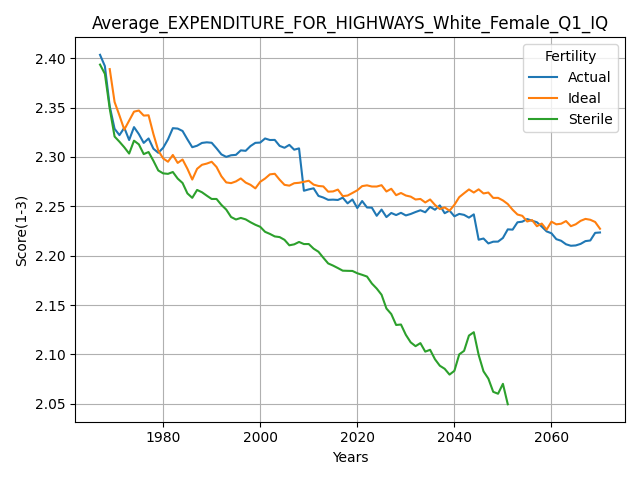 Average_EXPENDITURE_FOR_HIGHWAYS_White_Female_Q1_IQ
Fertility
Actual
Ideal
Sterile
Score(1-3)
2.40
2.35
2.30
2.25
2.20
2.15
2.10
2.05
1980 2000 2020 2040 2060
Years